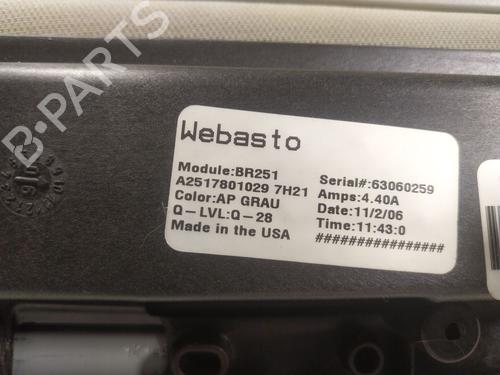 B-PARTS
Webasto
Module:BR251
A2517801029 7H21
Color:AP GRAU
Q-LVL:Q-28
Made in the USA
Serial#:63060259
Amps:4.40A
Date:11/2/06
Time:11:43:0
################